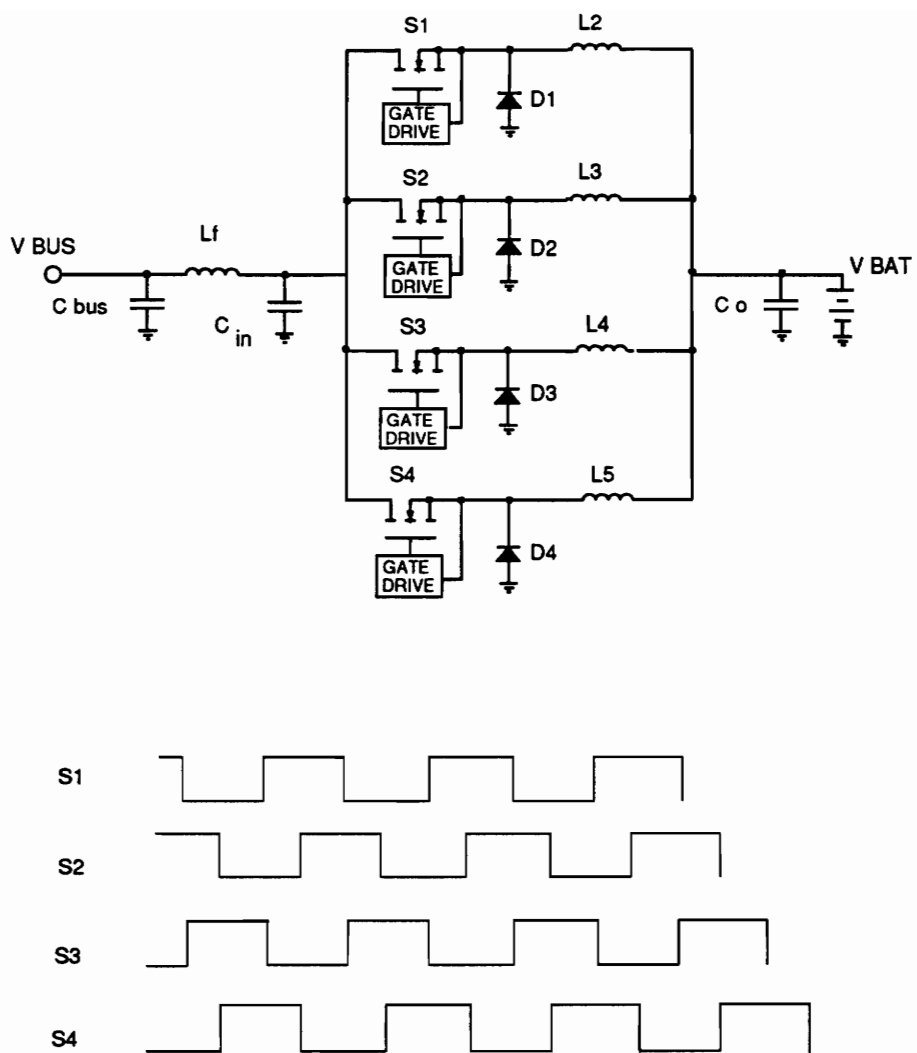 S1
L2
D1
GATE
DRIVE
S2
L3
D2
GATE
DRIVE
V BUS
Lf
C bus
C in
V BAT
C o
S3
L4
D3
GATE
DRIVE
S4
L5
D4
GATE
DRIVE
S1
S2
S3
S4